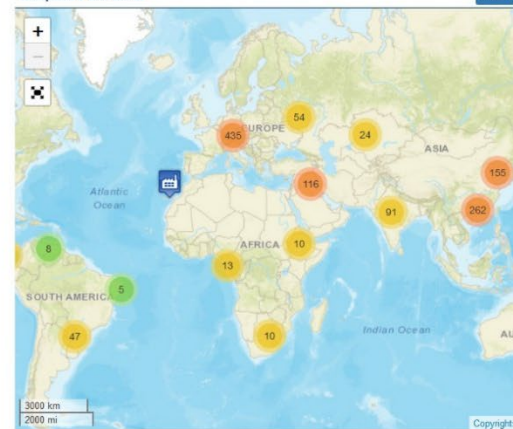 +
−
54
435
EUROPE
24
ASIA
155
116
Atlantic
Ocean
91
262
8
AFRICA
10
13
5
SOUTH AMERICA
Indian Ocean
AU
47
10
3000 km
2000 mi
Copyright